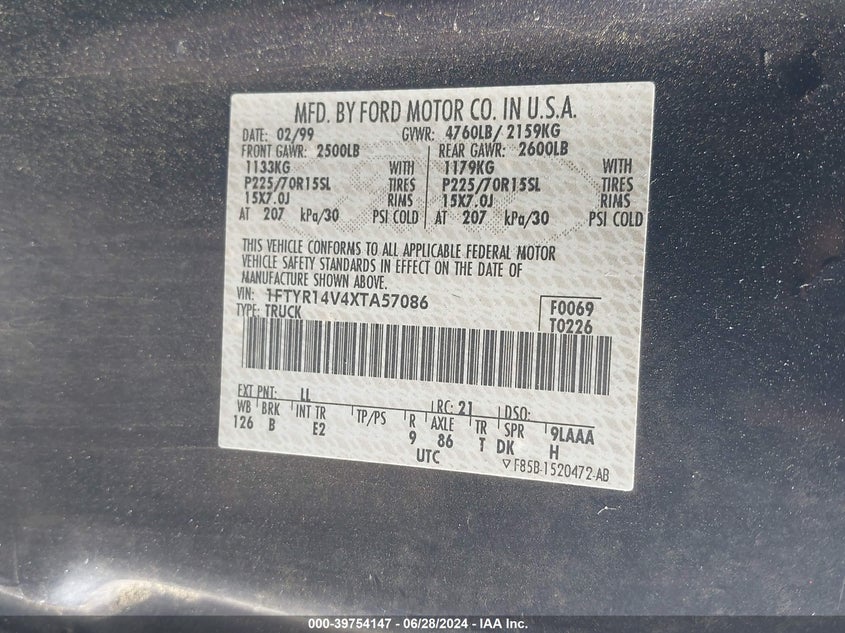 MFD. BY FORD MOTOR CO. IN U.S.A.
DATE: 02/99 GVWR: 4760LB/ 2159KG
FRONT GAWR: 2500LB REAR GAWR: 2600LB
1133KG WITH 1179KG WITH
P225/70R15SL TIRES P225/70R15SL TIRES
15X7.0J RIMS 15X7.0J RIMS
AT 207 kPa/30 PSI COLD AT 207 kPa/30 PSI COLD
THIS VEHICLE CONFORMS TO ALL APPLICABLE FEDERAL MOTOR
VEHICLE SAFETY STANDARDS IN EFFECT ON THE DATE OF
MANUFACTURE SHOWN ABOVE.
VIN: 1FTYR14V4XTA57086 F0069
TYPE: TRUCK T0226
EXT PNT: LL RC: 21 DSO:
WB BRK INT TR TP/PS R AXLE TR SPR 9LAAA
126 B E2 9 86 T DK H
UTC ▽F85B-1520472-AB
000-39754147 - 06/28/2024 - IAA Inc.